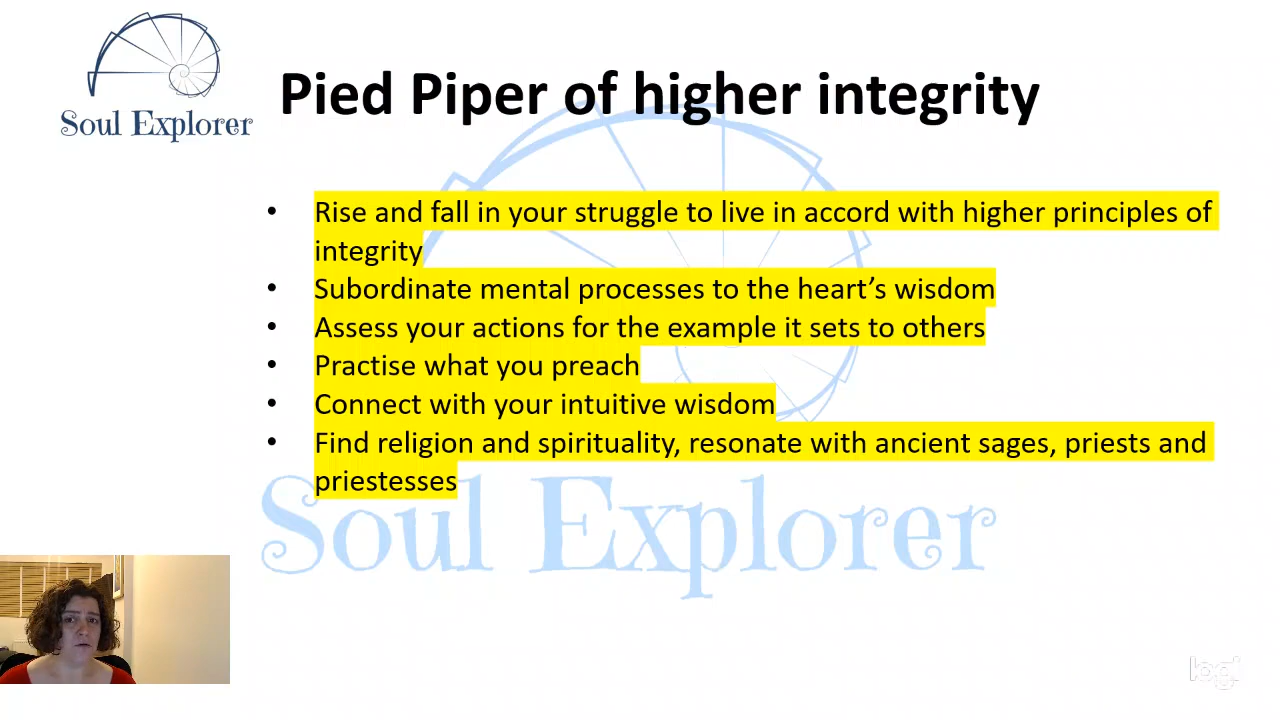 Soul Explorer
Pied Piper of higher integrity
• Rise and fall in your struggle to live in accord with higher principles of
integrity
• Subordinate mental processes to the heart’s wisdom
• Assess your actions for the example it sets to others
• Practise what you preach
• Connect with your intuitive wisdom
• Find religion and spirituality, resonate with ancient sages, priests and
priestesses
Soul Explorer
logi